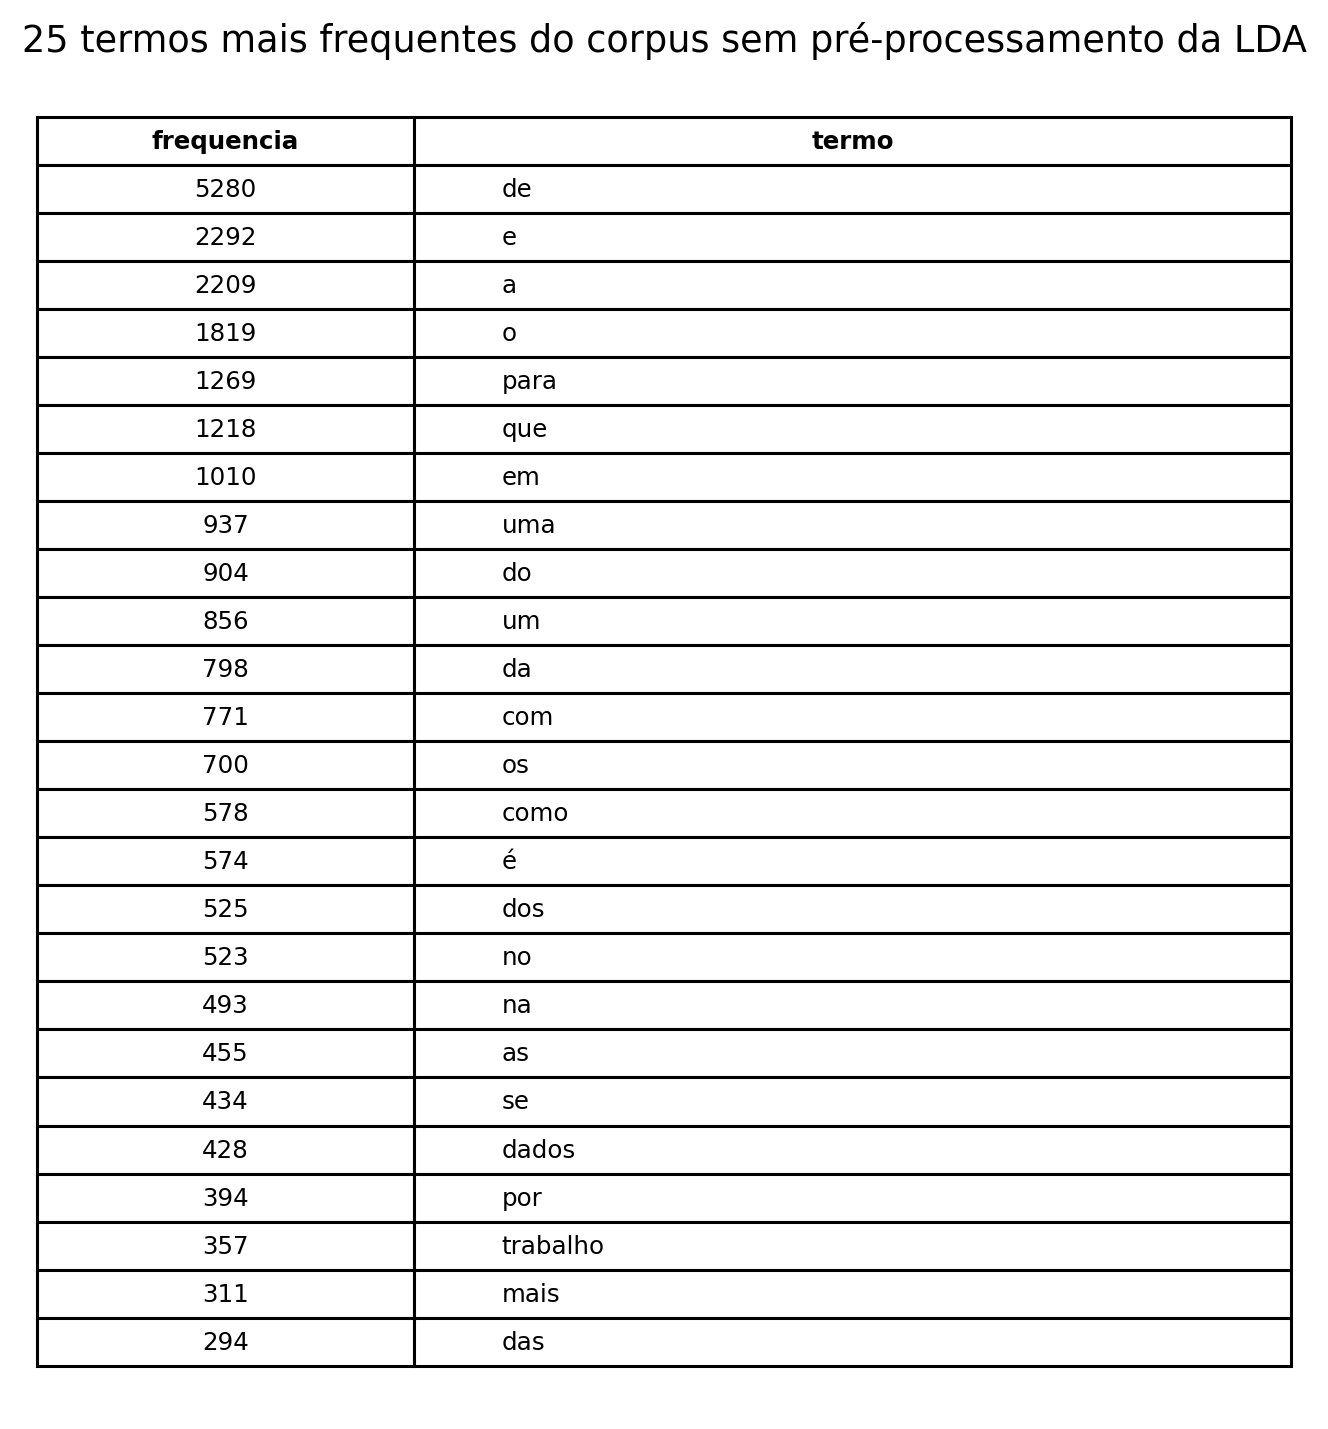 25 termos mais frequentes do corpus sem pré-processamento da LDA
frequencia termo
5280 de
2292 e
2209 a
1819 o
1269 para
1218 que
1010 em
937 uma
904 do
856 um
798 da
771 com
700 os
578 como
574 é
525 dos
523 no
493 na
455 as
434 se
428 dados
394 por
357 trabalho
311 mais
294 das